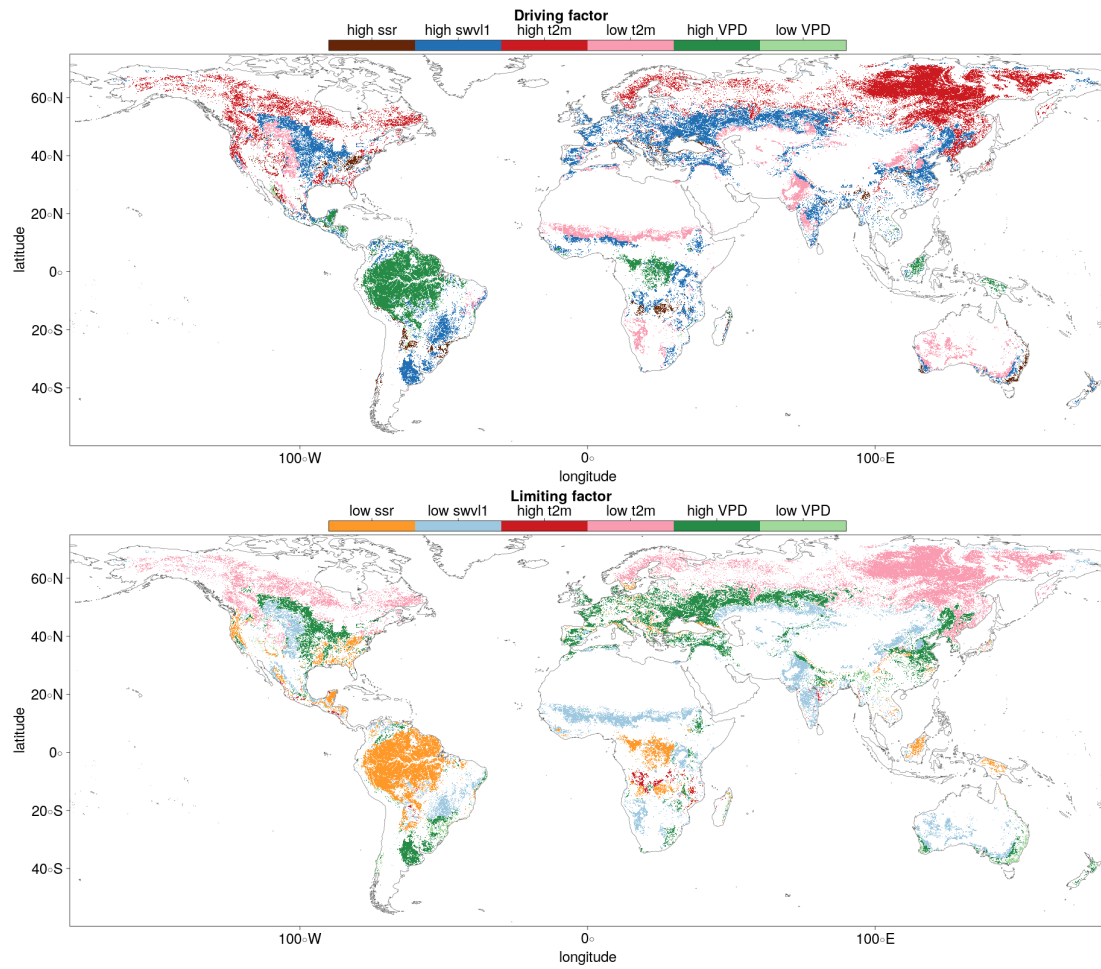 Driving factor
high ssr high swvl1 high t2m low t2m high VPD low VPD
60◦N
40◦N
20◦N
0◦
20◦S
40◦S
latitude
100◦W 0◦ 100◦E
longitude
Limiting factor
low ssr low swvl1 high t2m low t2m high VPD low VPD
60◦N
40◦N
20◦N
0◦
20◦S
40◦S
latitude
100◦W 0◦ 100◦E
longitude